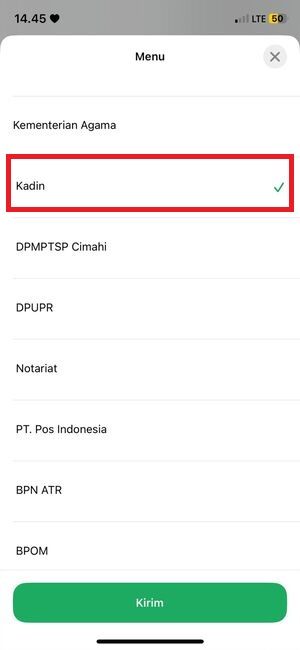 14.45
LTE 50
Menu
Kementerian Agama
Kadin
DPMPTSP Cimahi
DPUPR
Notariat
PT. Pos Indonesia
BPN ATR
BPOM
Kirim